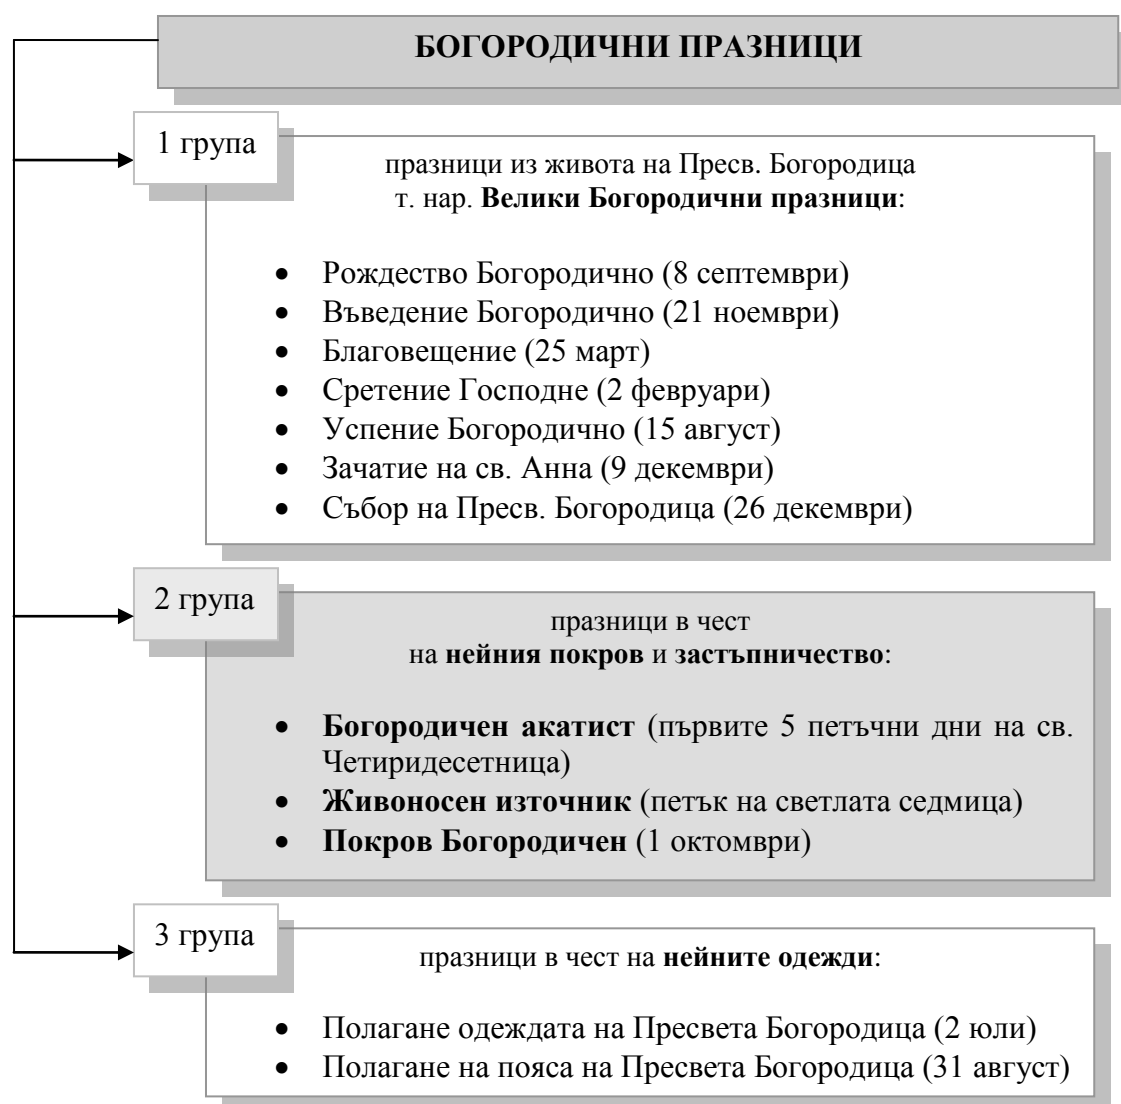 БОГОРОДИЧНИ ПРАЗНИЦИ
1 група
празници из живота на Пресв. Богородица
т. нар. Велики Богородични празници:
• Рождество Богородично (8 септември)
• Въведение Богородично (21 ноември)
• Благовещение (25 март)
• Сретение Господне (2 февруари)
• Успение Богородично (15 август)
• Зачатие на св. Анна (9 декември)
• Събор на Пресв. Богородица (26 декември)
2 група
празници в чест
на нейния покров и застъпничество:
• Богородичен акатист (първите 5 петъчни дни на св.
Четиридесетница)
• Живоносен източник (петък на светлата седмица)
• Покров Богородичен (1 октомври)
3 група
празници в чест на нейните одежди:
• Полагане одеждата на Пресвета Богородица (2 юли)
• Полагане на пояса на Пресвета Богородица (31 август)